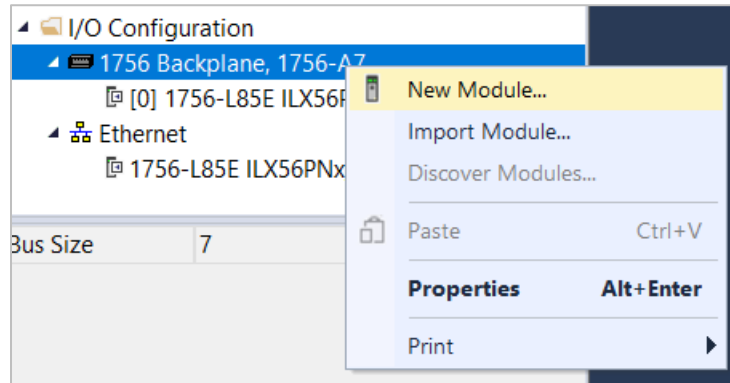 I/O Configuration
1756 Backplane, 1756-A7
[0] 1756-L85E ILX56P
Ethernet
1756-L85E ILX56PNx
Bus Size 7
New Module...
Import Module...
Discover Modules...
Paste Ctrl+V
Properties Alt+Enter
Print